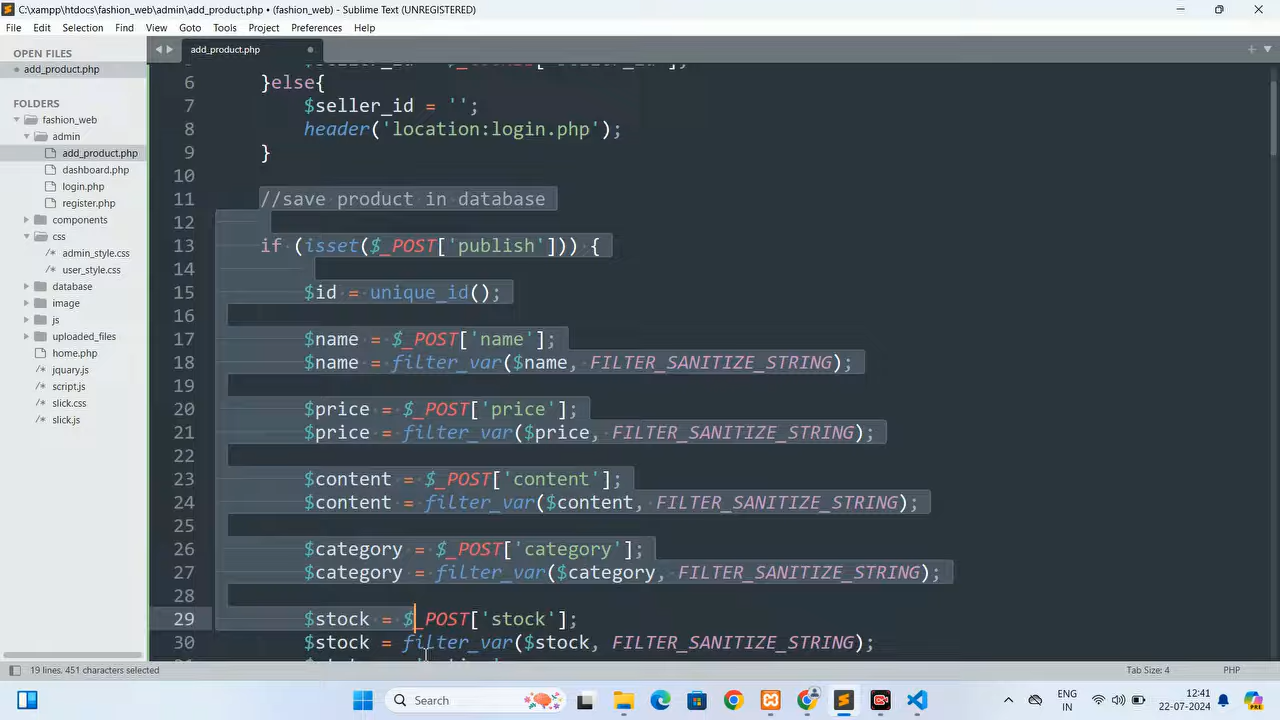 C:\xampp\htdocs\fashion_web\admin\add_product.php • (fashion_web) - Sublime Text (UNREGISTERED)
File Edit Selection Find View Goto Tools Project Preferences Help
OPEN FILES
add_product.php
FOLDERS
fashion_web
admin
add_product.php
dashboard.php
login.php
register.php
components
css
admin_style.css
user_style.css
database
image
js
uploaded_files
home.php
jquary.js
script.js
slick.css
slick.js
add_product.php
6 }else{
7 $seller_id = '';
8 header('location:login.php');
9 }
10
11 //save product in database
12
13 if (isset($_POST['publish'])) {
14
15 $id = unique_id();
16
17 $name = $_POST['name'];
18 $name = filter_var($name, FILTER_SANITIZE_STRING);
19
20 $price = $_POST['price'];
21 $price = filter_var($price, FILTER_SANITIZE_STRING);
22
23 $content = $_POST['content'];
24 $content = filter_var($content, FILTER_SANITIZE_STRING);
25
26 $category = $_POST['category'];
27 $category = filter_var($category, FILTER_SANITIZE_STRING);
28
29 $stock = $_POST['stock'];
30 $stock = filter_var($stock, FILTER_SANITIZE_STRING);
19 lines, 451 characters selected
Tab Size: 4
PHP
Search
ENG
IN
12:41
22-07-2024